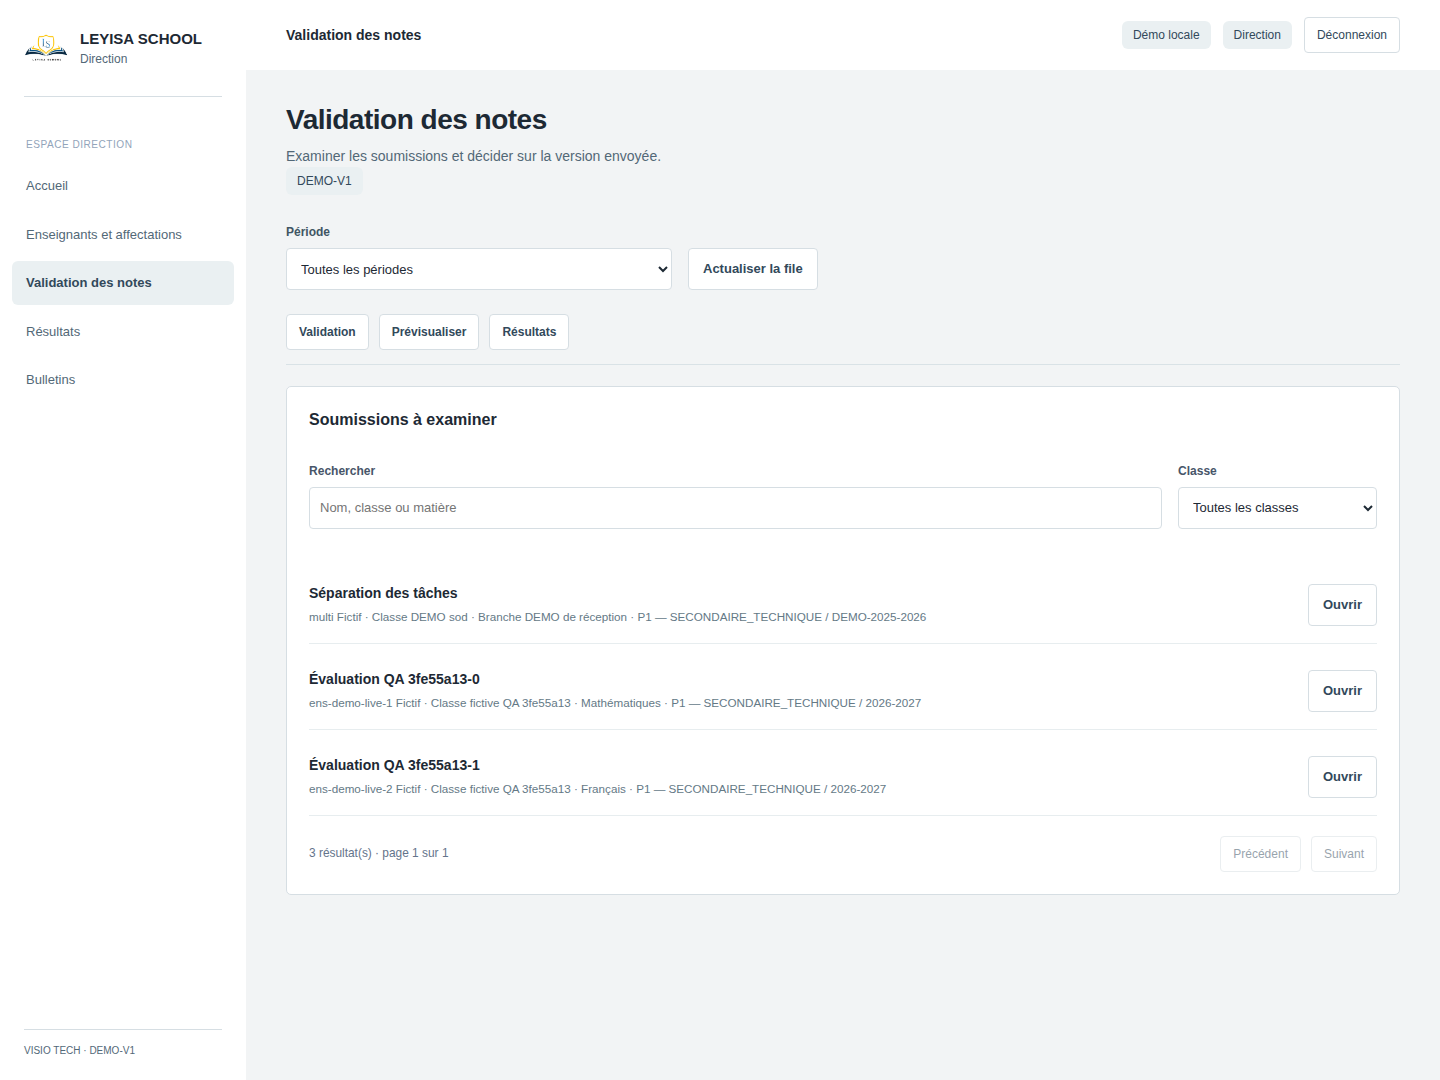 LEYISA SCHOOL
Direction
ESPACE DIRECTION
Accueil
Enseignants et affectations
Validation des notes
Résultats
Bulletins
VISIO TECH · DEMO-V1
Validation des notes
Démo locale
Direction
Déconnexion
Validation des notes
Examiner les soumissions et décider sur la version envoyée.
DEMO-V1
Période
Toutes les périodes
Actualiser la file
Validation
Prévisualiser
Résultats
Soumissions à examiner
Rechercher
Classe
Nom, classe ou matière
Toutes les classes
Séparation des tâches
multi Fictif · Classe DEMO sod · Branche DEMO de réception · P1 — SECONDAIRE_TECHNIQUE / DEMO-2025-2026
Ouvrir
Évaluation QA 3fe55a13-0
ens-demo-live-1 Fictif · Classe fictive QA 3fe55a13 · Mathématiques · P1 — SECONDAIRE_TECHNIQUE / 2026-2027
Ouvrir
Évaluation QA 3fe55a13-1
ens-demo-live-2 Fictif · Classe fictive QA 3fe55a13 · Français · P1 — SECONDAIRE_TECHNIQUE / 2026-2027
Ouvrir
3 résultat(s) · page 1 sur 1
Précédent
Suivant